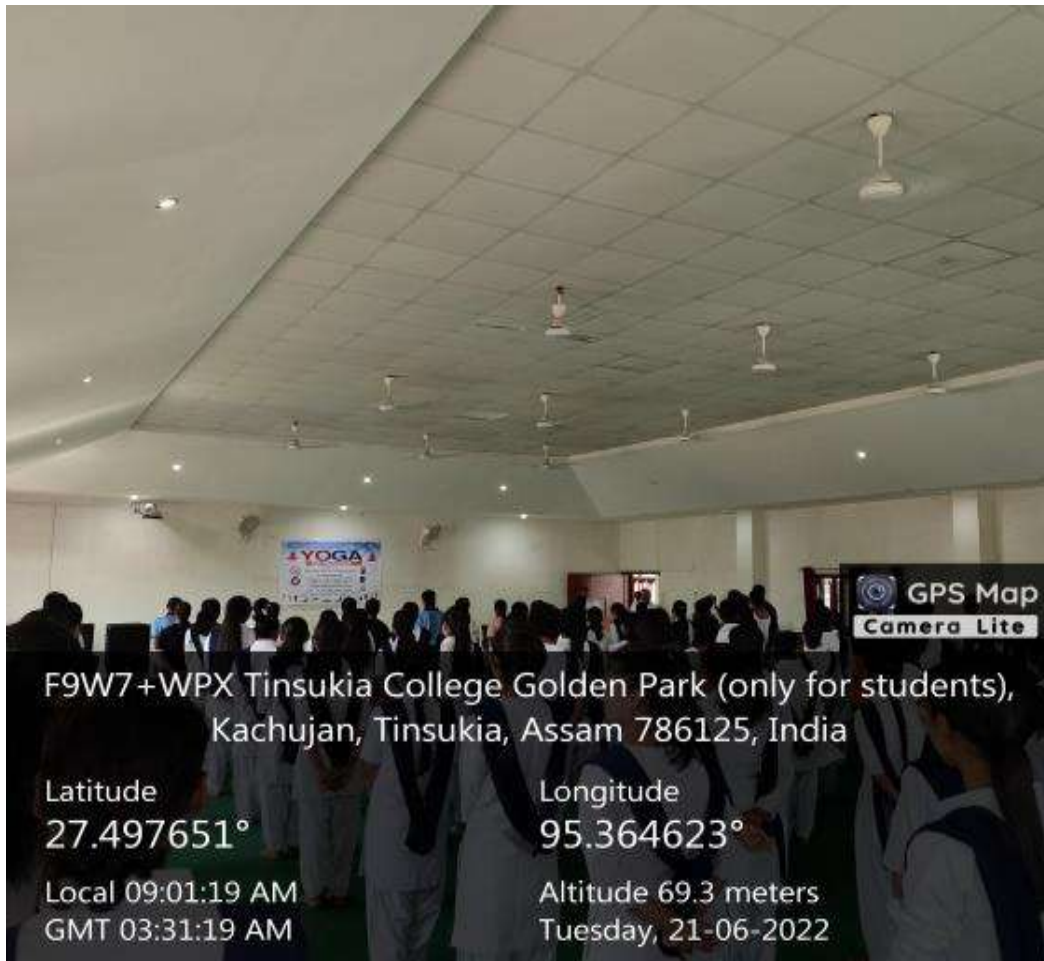 YOGA
GPS Map
Camera Lite
F9W7+WPX Tinsukia College Golden Park (only for students),
Kachujan, Tinsukia, Assam 786125, India
Latitude
27.497651°
Longitude
95.364623°
Local 09:01:19 AM
GMT 03:31:19 AM
Altitude 69.3 meters
Tuesday, 21-06-2022